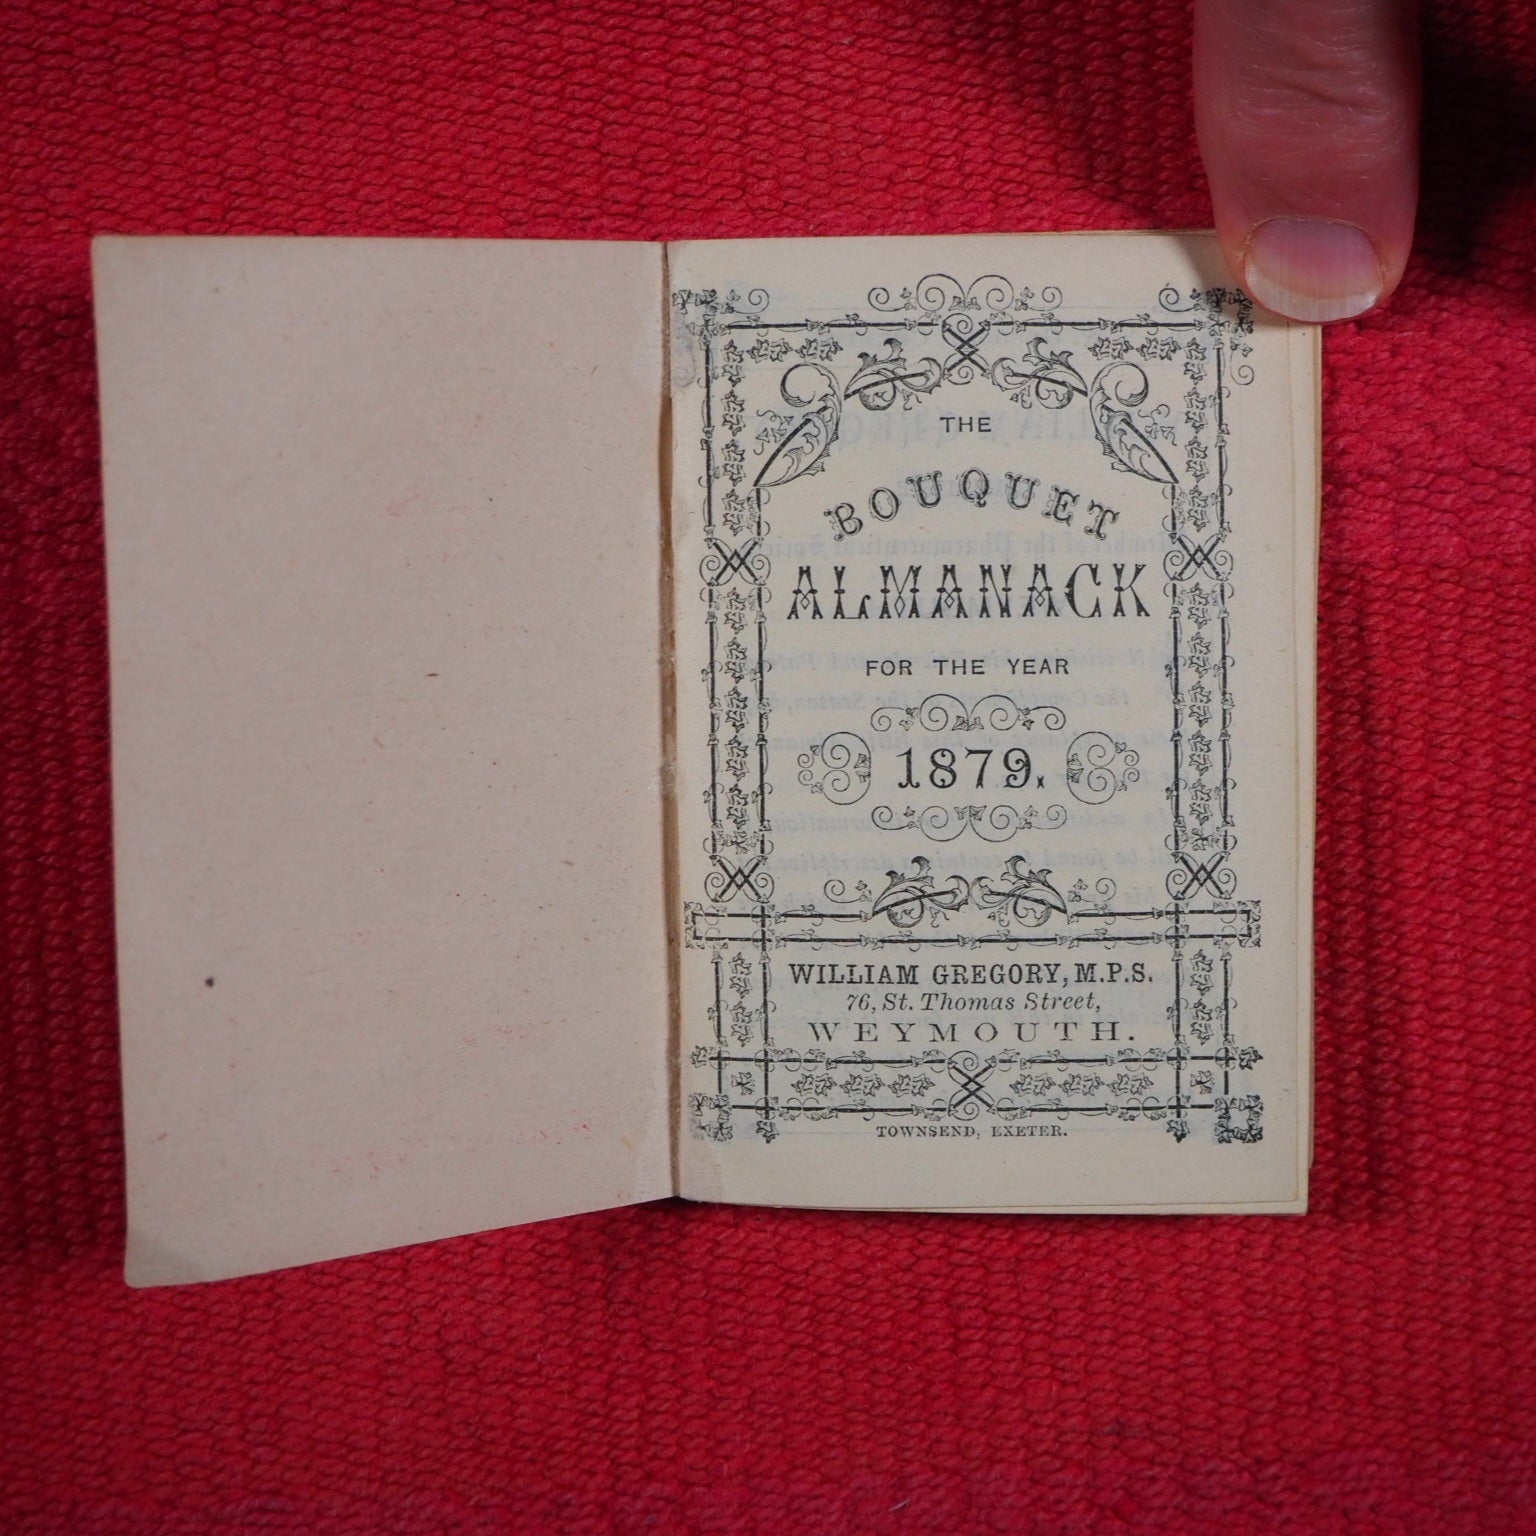 THE
BOUQUET
ALMANACK
FOR THE YEAR
1879.
WILLIAM GREGORY, M.P.S.
76, St. Thomas Street,
WEYMOUTH.
TOWNSEND, EXETER.